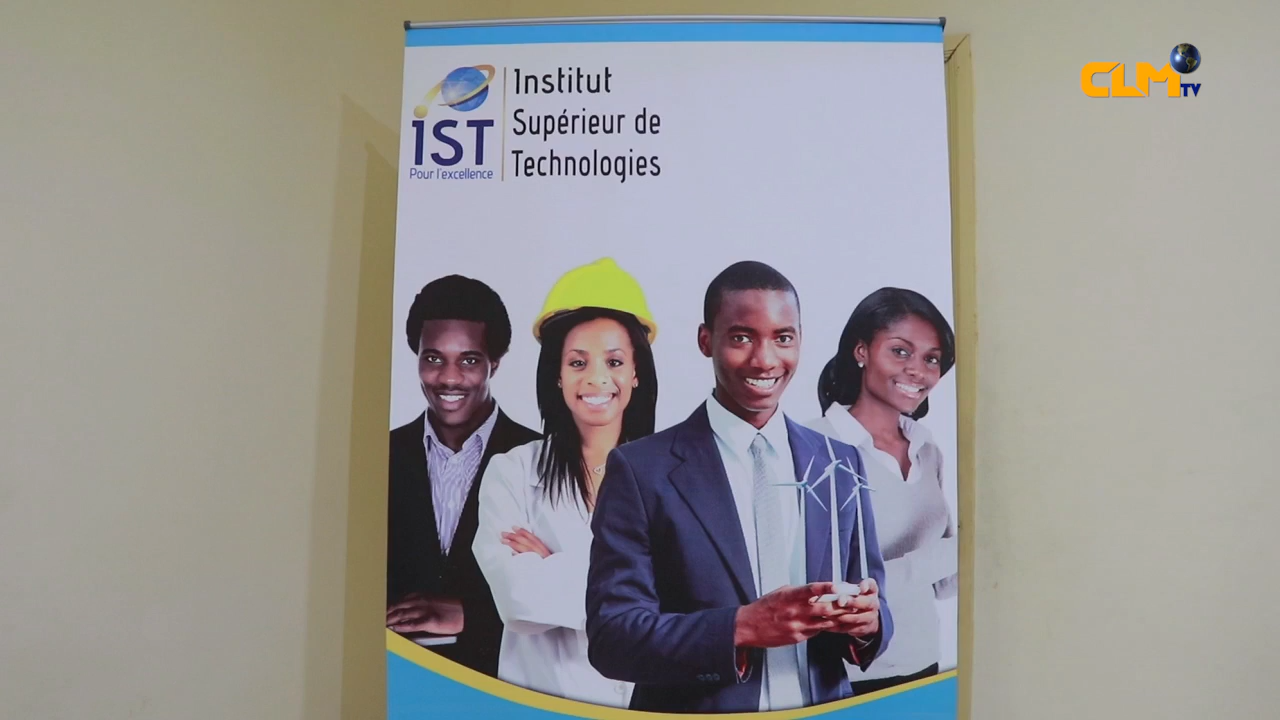 IST
Pour l'excellence
Institut
Supérieur de
Technologies
CLM
TV